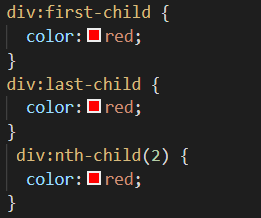 div:first-child {
  color: red;
}
div:last-child {
  color: red;
}
 div:nth-child(2) {
  color: red;
}